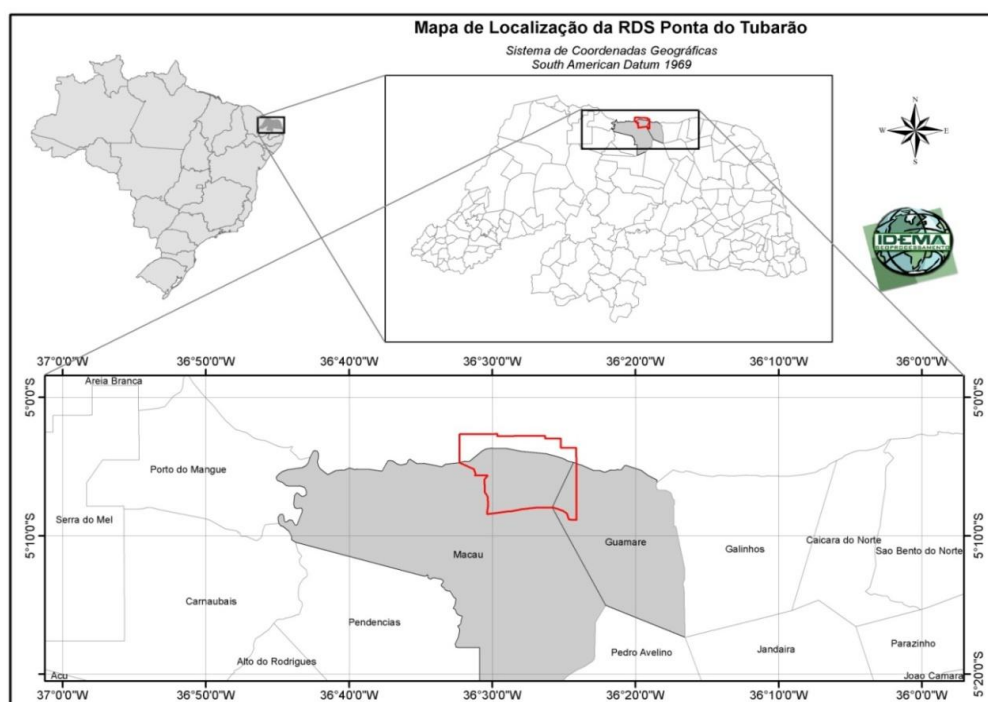 Mapa de Localização da RDS Ponta do Tubarão
Sistema de Coordenadas Geográficas
South American Datum 1969
N
W
E
S
IDEMA
GEOPROCESSAMENTO
37°0'0"W
36°50'0"W
36°40'0"W
36°30'0"W
36°20'0"W
36°10'0"W
36°0'0"W
5°0'0"S
5°0'0"S
Areia Branca
Porto do Mangue
Serra do Mel
5°10'0"S
Macau
Guamare
Galinhos
Caicara do Norte
Sao Bento do Norte
5°10'0"S
Carnaubais
Pendencias
Alto do Rodrigues
Pedro Avelino
Jandaira
Parazinho
Acu
Joao Camara
5°20'0"S
5°20'0"S
37°0'0"W
36°50'0"W
36°40'0"W
36°30'0"W
36°20'0"W
36°10'0"W
36°0'0"W